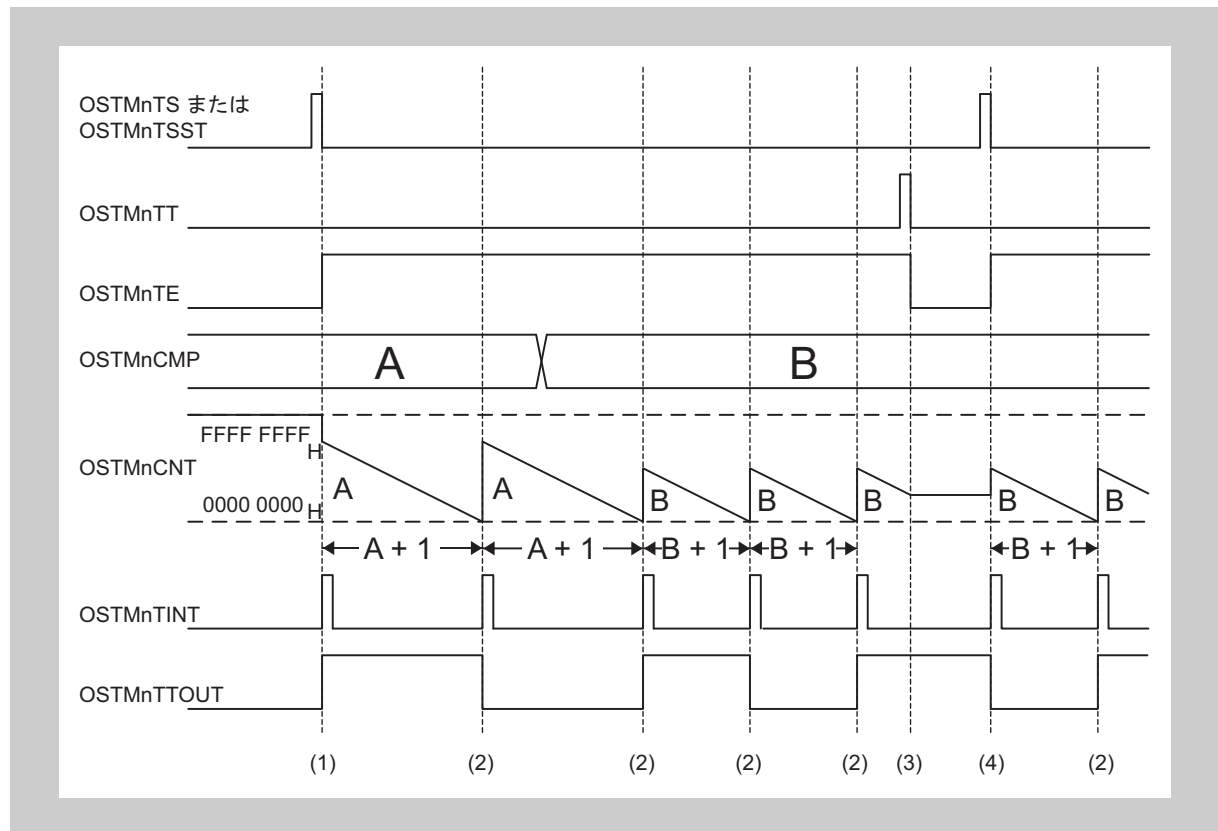 OSTMnTS または
OSTMnTSST
OSTMnTT
OSTMnTE
OSTMnCMP
A
B
FFFF FFFF H
OSTMnCNT
0000 0000 H
A
A
B
B
B
B
B
A + 1
A + 1
B + 1
B + 1
B + 1
OSTMnTINT
OSTMnTTOUT
(1)
(2)
(2)
(2)
(2)
(3)
(4)
(2)